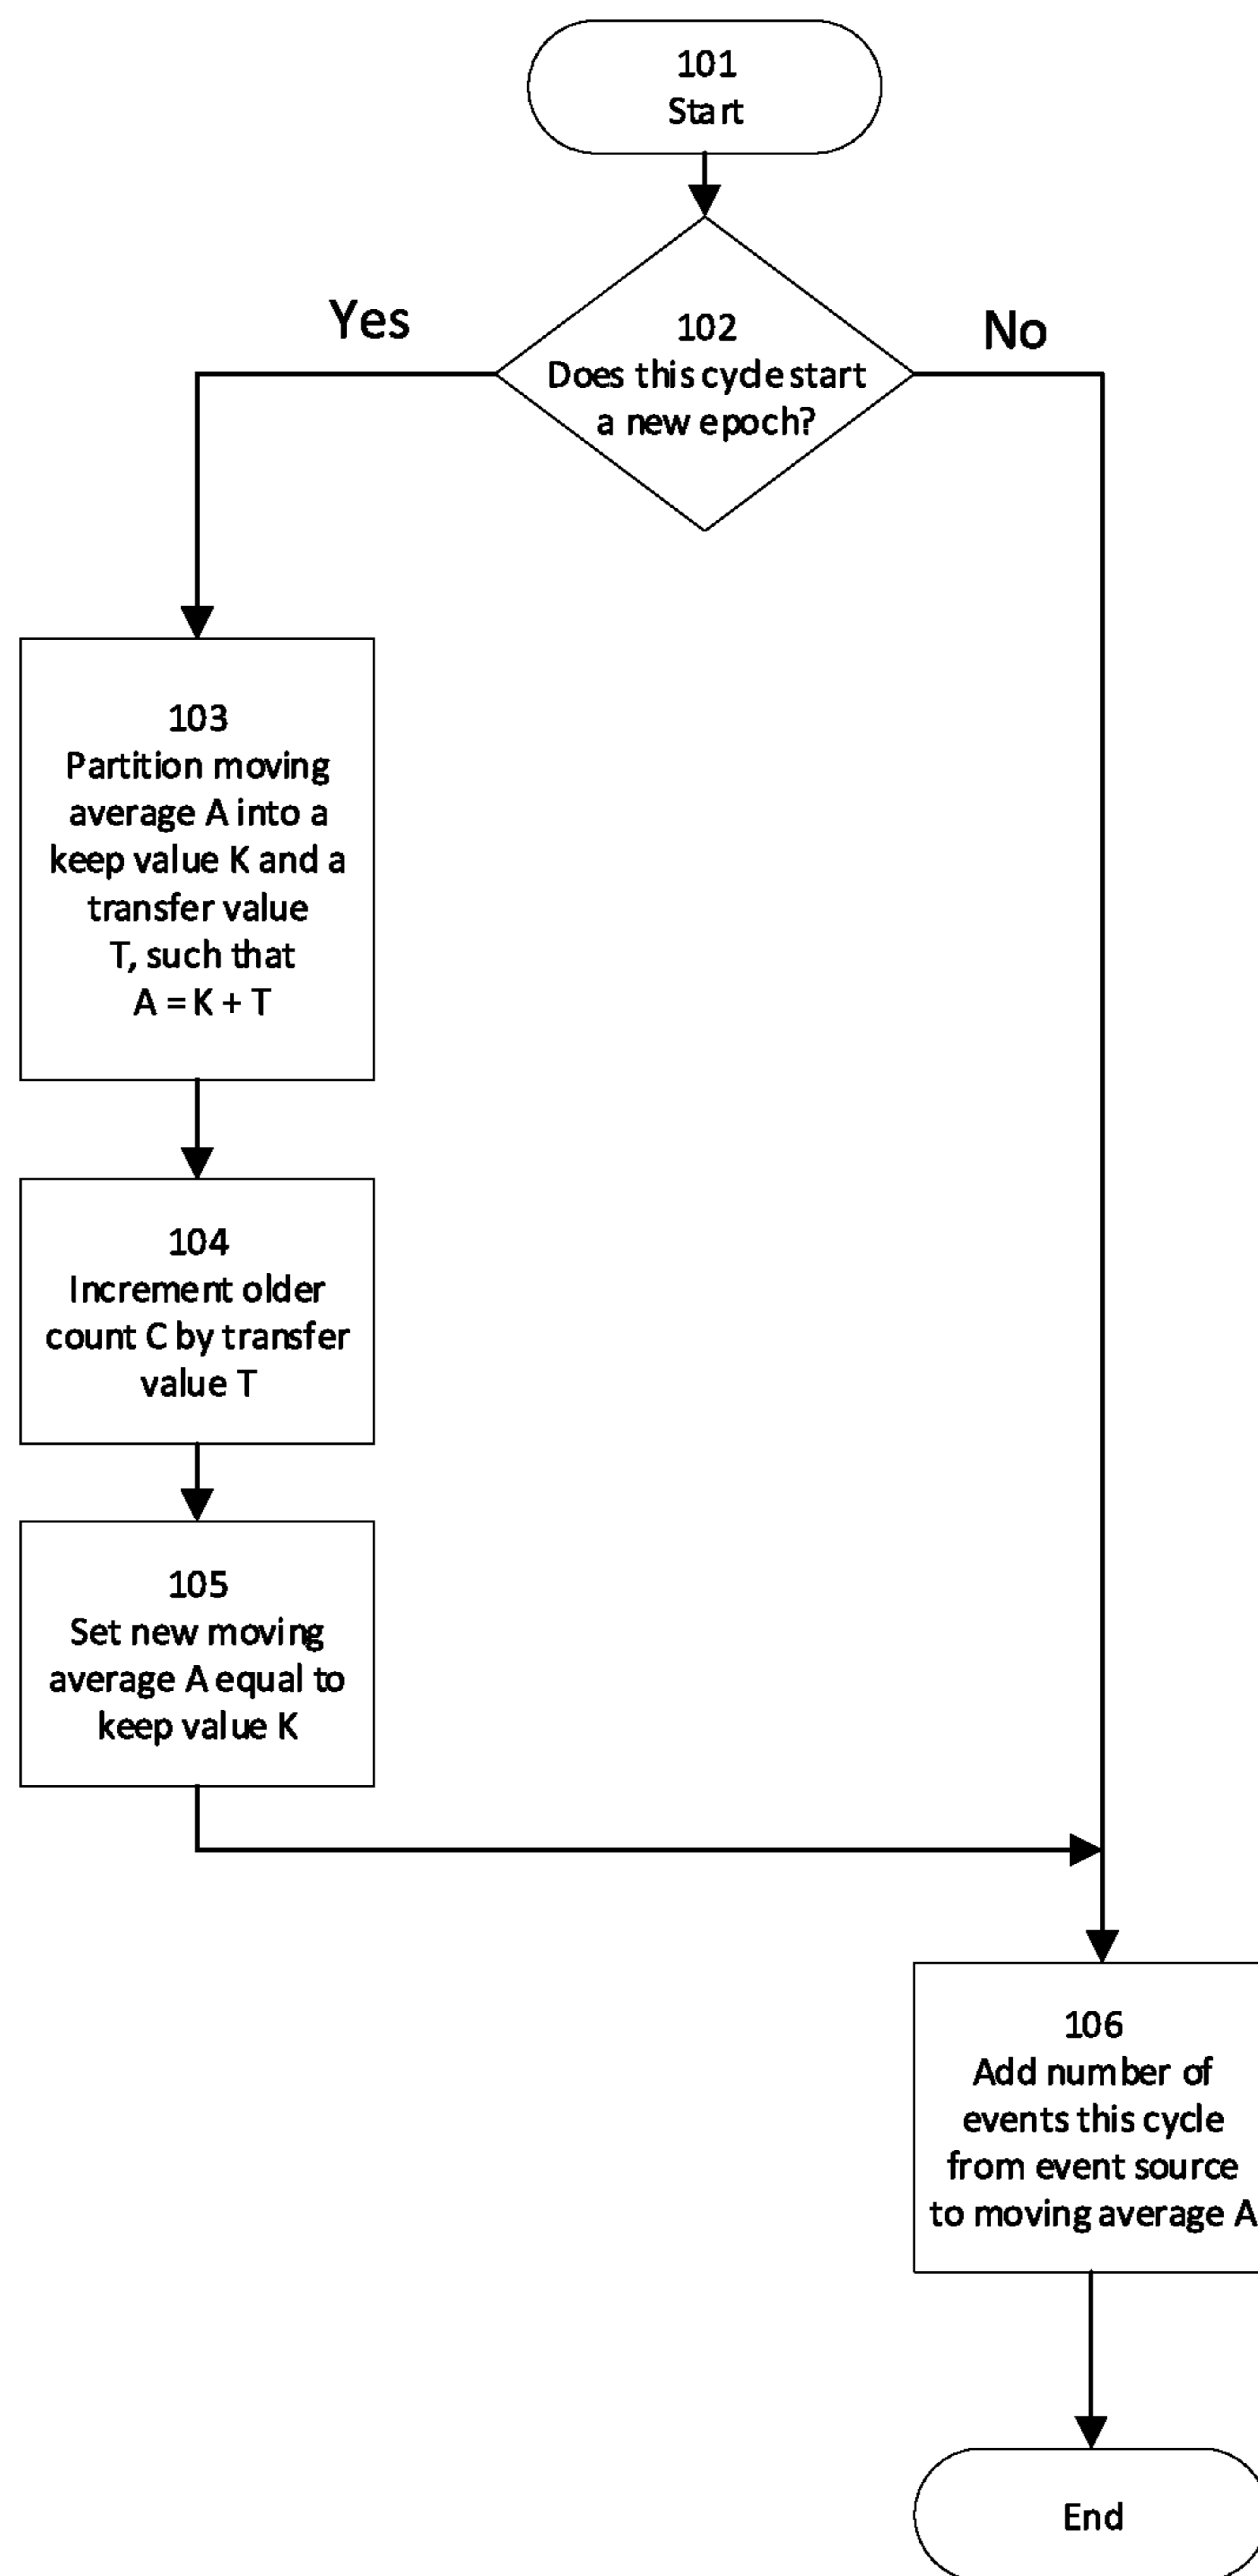 101
Start
Yes
No
102
Does this cycle start
a new epoch?
103
Partition moving
average A into a
keep value K and a
transfer value
T, such that
A = K + T
104
Increment older
count C by transfer
value T
105
Set new moving
average A equal to
keep value K
106
Add number of
events this cycle
from event source
to moving average A
End